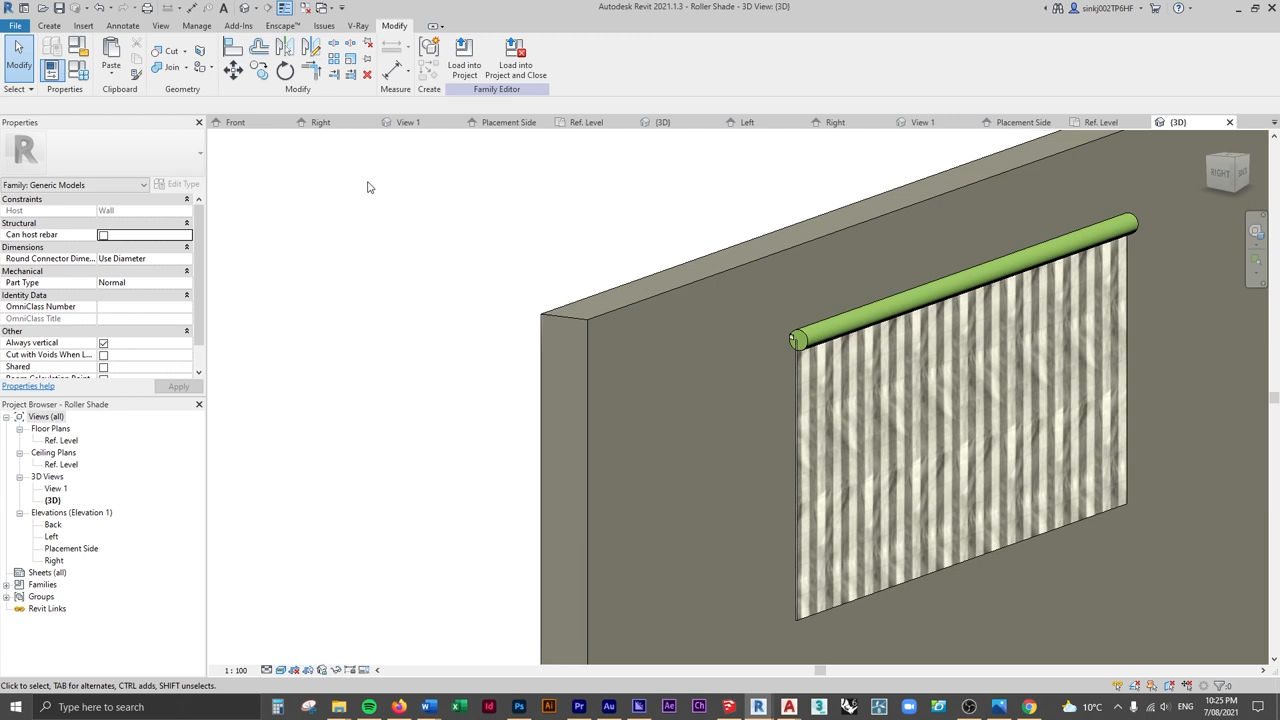 Autodesk Revit 2021.1.3 - Roller Shade - 3D View: {3D}
sinkj002TP6HF
File Create Insert Annotate View Manage Add-Ins Enscape™ Issues V-Ray Modify
Modify
Paste
Cut
Join
Load into Project
Load into Project and Close
Select Properties Clipboard Geometry Modify Measure Create Family Editor
Properties
Front Right View 1 Placement Side Ref. Level {3D} Left Right View 1 Placement Side Ref. Level {3D}
Family: Generic Models Edit Type
Constraints
Host Wall
Structural
Can host rebar
Dimensions
Round Connector Dime... Use Diameter
Mechanical
Part Type Normal
Identity Data
OmniClass Number
OmniClass Title
Other
Always vertical
Cut with Voids When L...
Shared
Properties help Apply
Project Browser - Roller Shade
Views (all)
Floor Plans
Ref. Level
Ceiling Plans
Ref. Level
3D Views
View 1
{3D}
Elevations (Elevation 1)
Back
Left
Placement Side
Right
Sheets (all)
Families
Groups
Revit Links
RIGHT
1 : 100
Click to select, TAB for alternates, CTRL adds, SHIFT unselects.
:0
Type here to search
10°C
ENG
10:25 PM
7/08/2021